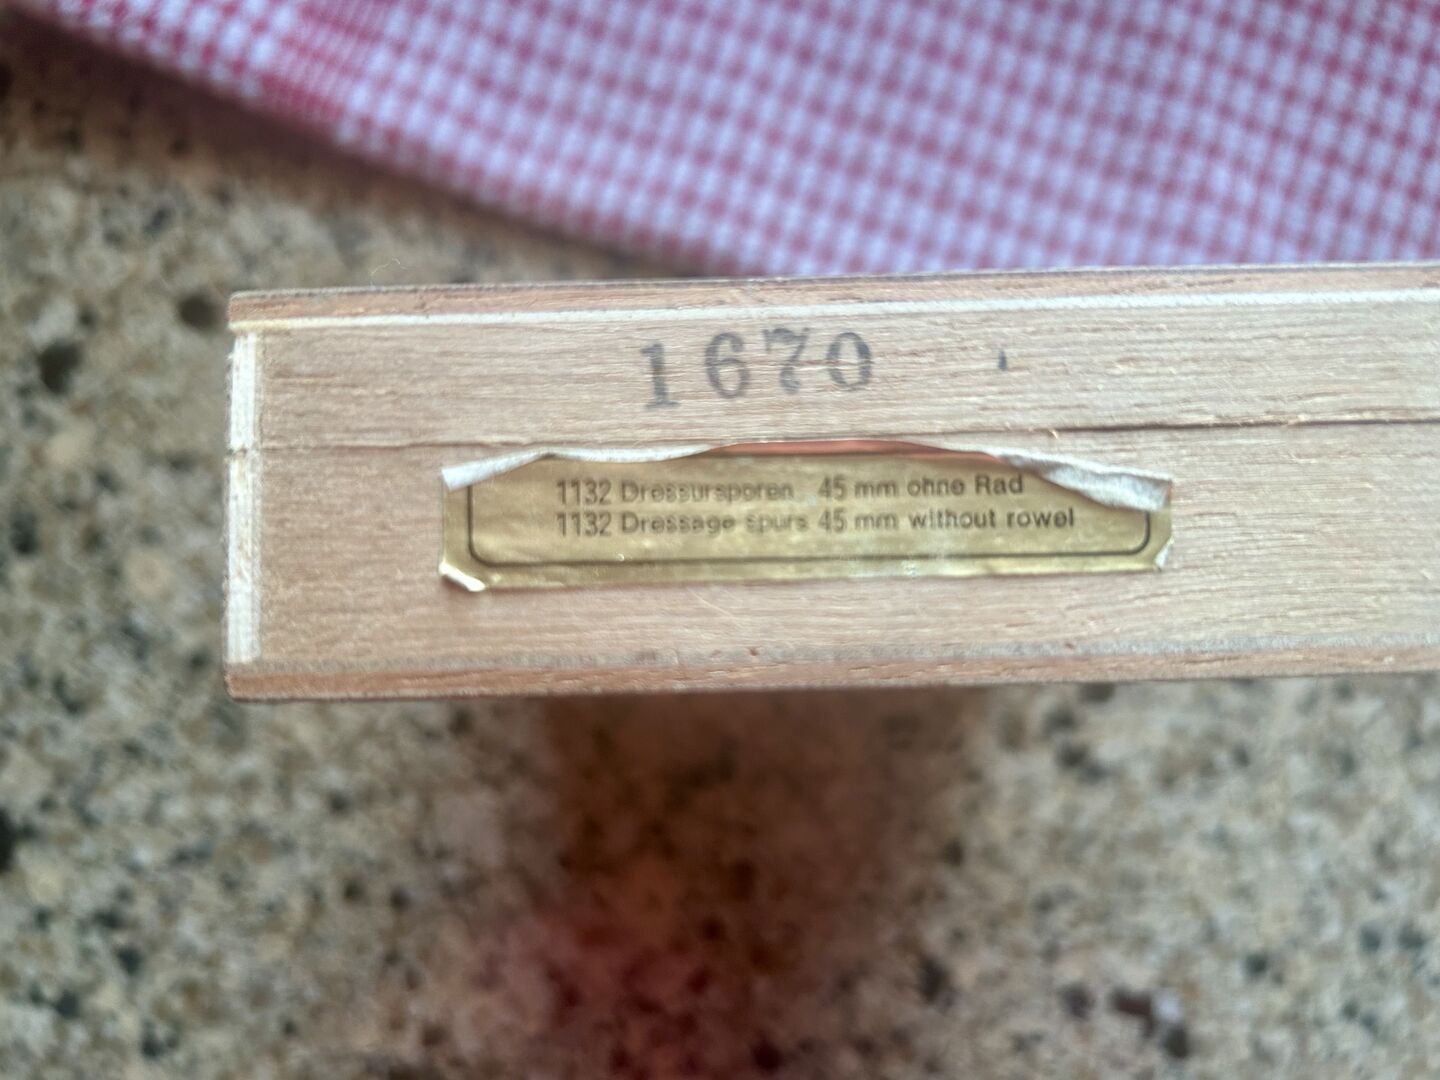 1670
1132 Dressursporen 45 mm ohne Rad
1132 Dressage spurs 45 mm without rowel